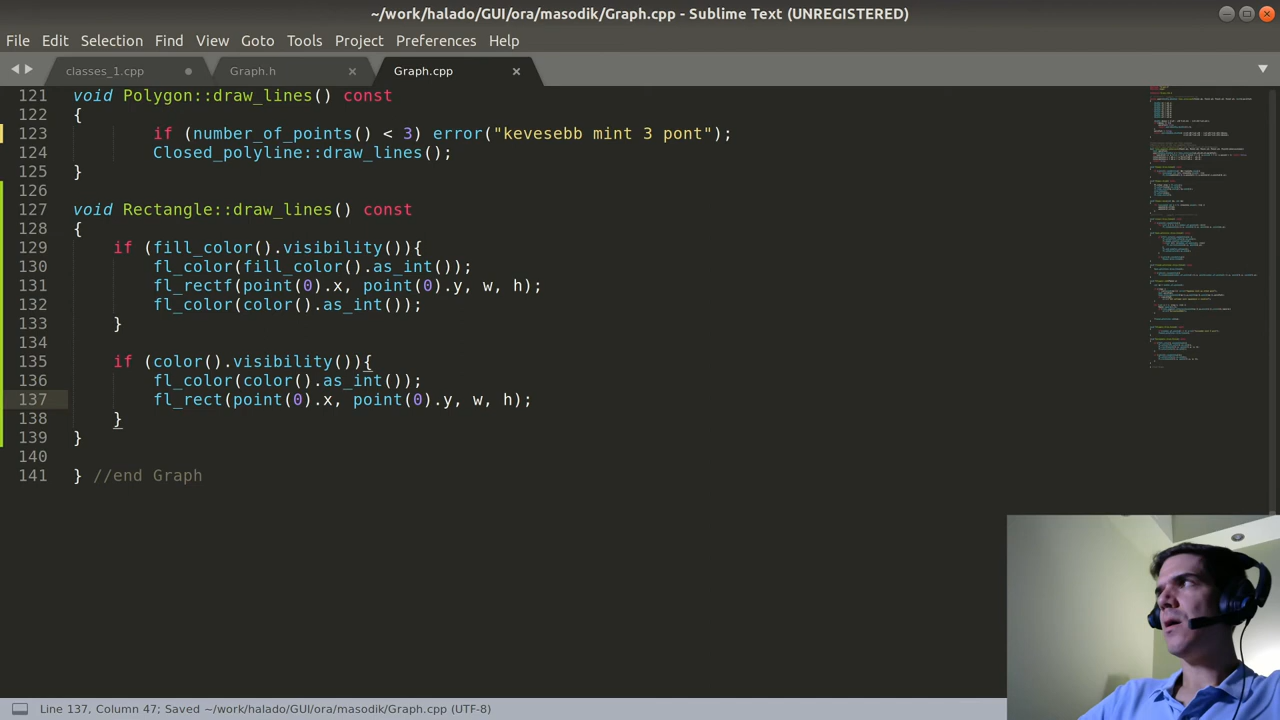 ~/work/halado/GUI/ora/masodik/Graph.cpp - Sublime Text (UNREGISTERED)
File Edit Selection Find View Goto Tools Project Preferences Help
classes_1.cpp Graph.h Graph.cpp
121 void Polygon::draw_lines() const
122 {
123 if (number_of_points() < 3) error("kevesebb mint 3 pont");
124 Closed_polyline::draw_lines();
125 }
126
127 void Rectangle::draw_lines() const
128 {
129 if (fill_color().visibility()){
130 fl_color(fill_color().as_int());
131 fl_rectf(point(0).x, point(0).y, w, h);
132 fl_color(color().as_int());
133 }
134
135 if (color().visibility()){
136 fl_color(color().as_int());
137 fl_rect(point(0).x, point(0).y, w, h);
138 }
139 }
140
141 } //end Graph
Line 137, Column 47; Saved ~/work/halado/GUI/ora/masodik/Graph.cpp (UTF-8)